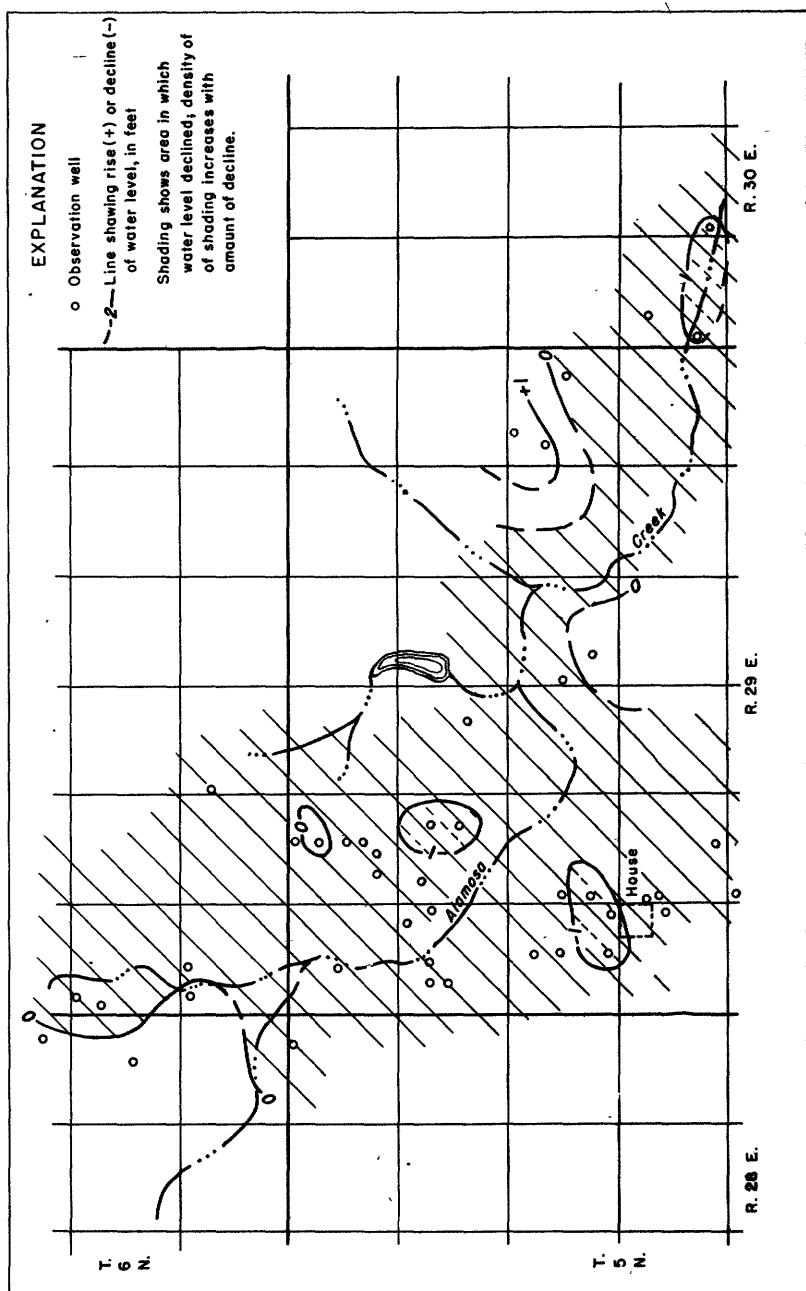 EXPLANATION
o Observation well
-2 Line shawing rise (+) or decline (-)
of water level, in feet
Shading shows area in which
water level declined; density of
of shading increases with
amount of decline.
T.
6
N.
T.
5
N.
0
0
0
0
0
+1
Alamosa
Creek
House
R. 28 E.
R. 29 E.
R. 30 E.